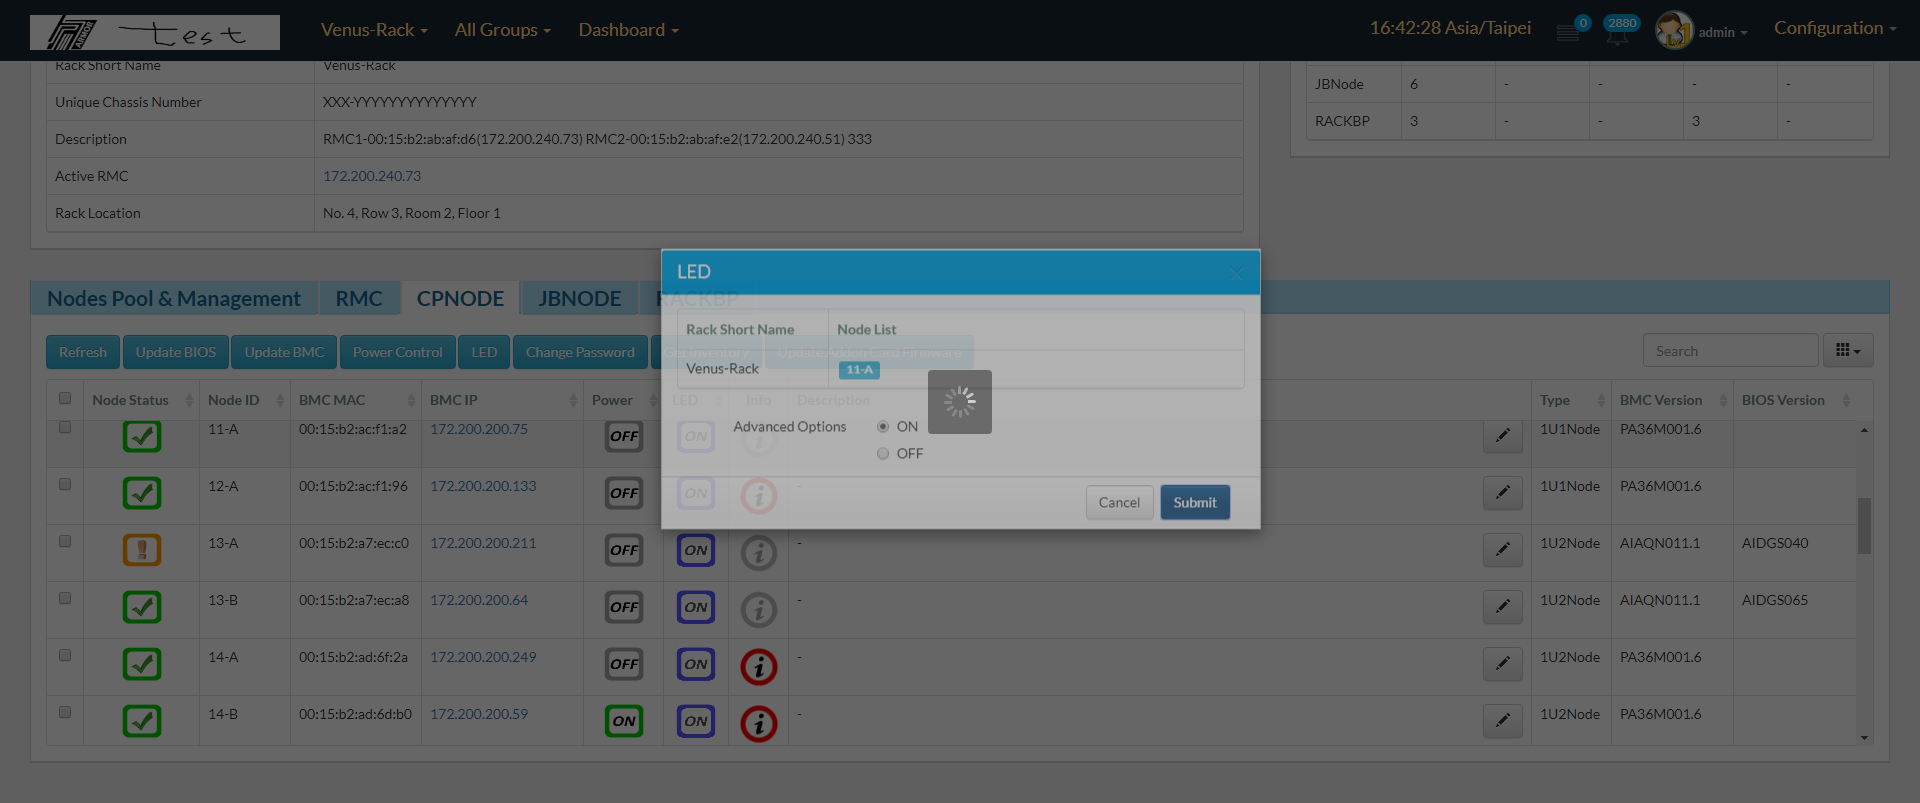 ARMOR test Venus-Rack All Groups Dashboard 16:42:28 Asia/Taipei 0 2880 admin Configuration
Rack Short Name Venus-Rack
Unique Chassis Number XXX-YYYYYYYYYYYYYY
Description RMC1-00:15:b2:ab:af:d6(172.200.240.73) RMC2-00:15:b2:ab:af:e2(172.200.240.51) 333
Active RMC 172.200.240.73
Rack Location No. 4, Row 3, Room 2, Floor 1
JBNode 6 - - - -
RACKBP 3 - - 3 -
Nodes Pool & Management RMC CPNODE JBNODE RACKBP
Refresh Update BIOS Update BMC Power Control LED Change Password Get Inventory Update Addon Card Firmware Search
LED
Rack Short Name Node List
Venus-Rack 11-A
Advanced Options ON
OFF
Cancel Submit
Node Status Node ID BMC MAC BMC IP Power LED Info Description Type BMC Version BIOS Version
11-A 00:15:b2:ac:f1:a2 172.200.200.75 OFF ON i 1U1Node PA36M001.6
12-A 00:15:b2:ac:f1:96 172.200.200.133 OFF ON i - 1U1Node PA36M001.6
! 13-A 00:15:b2:a7:ec:c0 172.200.200.211 OFF ON i - 1U2Node AIAQN011.1 AIDGS040
13-B 00:15:b2:a7:ec:a8 172.200.200.64 OFF ON i - 1U2Node AIAQN011.1 AIDGS065
14-A 00:15:b2:ad:6f:2a 172.200.200.249 OFF ON i - 1U2Node PA36M001.6
14-B 00:15:b2:ad:6d:b0 172.200.200.59 ON ON i - 1U2Node PA36M001.6